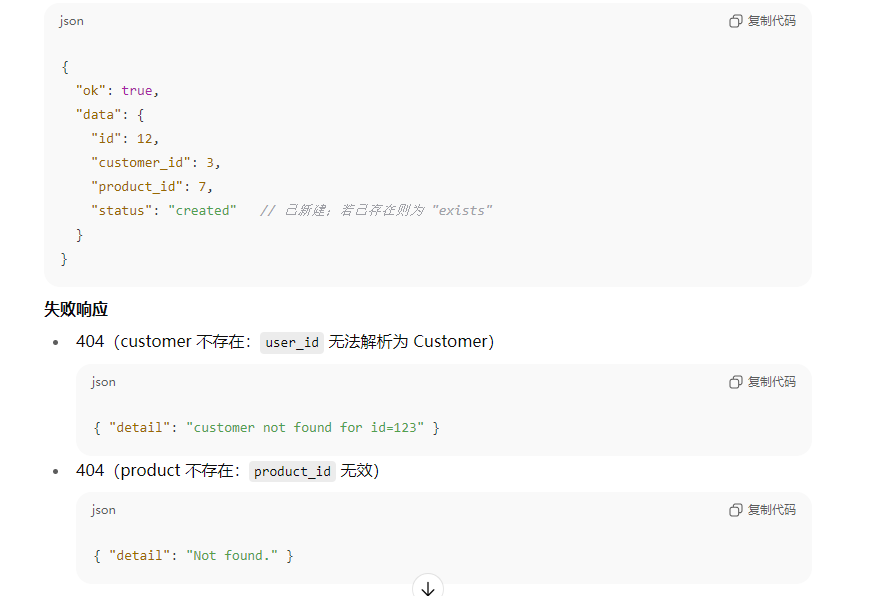 json 复制代码
{
"ok": true,
"data": {
"id": 12,
"customer_id": 3,
"product_id": 7,
"status": "created" // 已新建；若已存在则为 "exists"
}
}
失败响应
404（customer 不存在：user_id 无法解析为 Customer）
json 复制代码
{ "detail": "customer not found for id=123" }
404（product 不存在：product_id 无效）
json 复制代码
{ "detail": "Not found." }